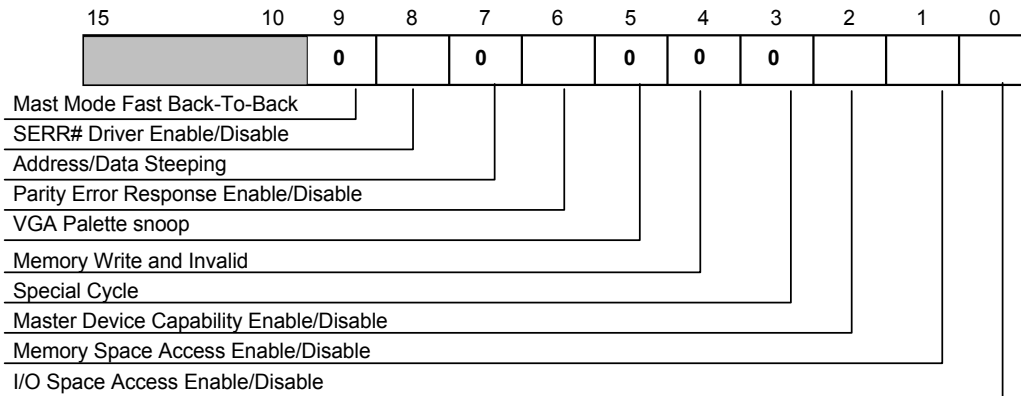 15 10 9 8 7 6 5 4 3 2 1 0
0 0 0 0 0
Mast Mode Fast Back-To-Back
SERR# Driver Enable/Disable
Address/Data Steeping
Parity Error Response Enable/Disable
VGA Palette snoop
Memory Write and Invalid
Special Cycle
Master Device Capability Enable/Disable
Memory Space Access Enable/Disable
I/O Space Access Enable/Disable